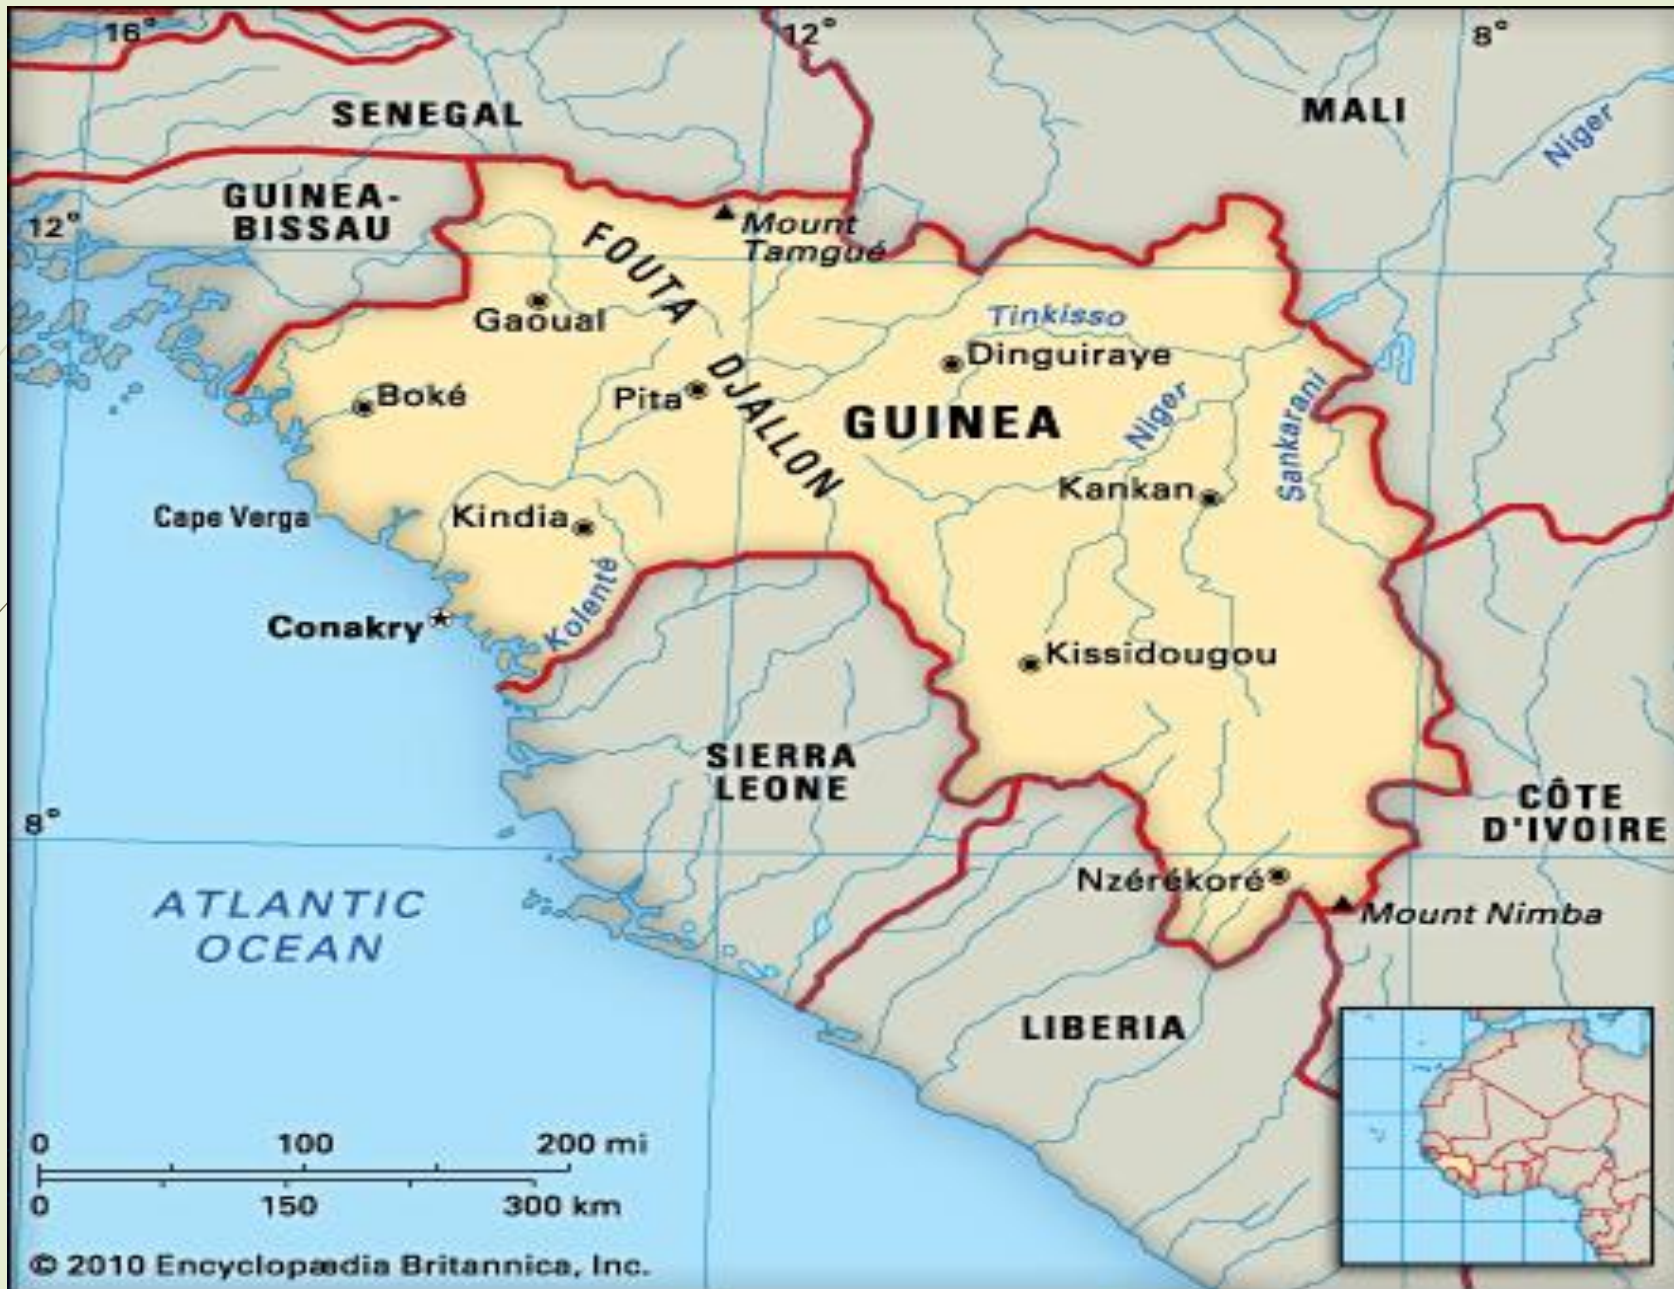 16°
12°
8°
SENEGAL
MALI
Niger
GUINEA-
BISSAU
12°
Mount
Tamgué
FOUTA
DJALLON
Gaoual
Tinkisso
Dinguiraye
Boké
Pita
GUINEA
Niger
Sankarani
Kankan
Cape Verga
Kindia
Kolenté
Conakry
Kissidougou
SIERRA
LEONE
CÔTE
D'IVOIRE
8°
Nzérékoré
Mount Nimba
ATLANTIC
OCEAN
LIBERIA
0 100 200 mi
0 150 300 km
© 2010 Encyclopædia Britannica, Inc.